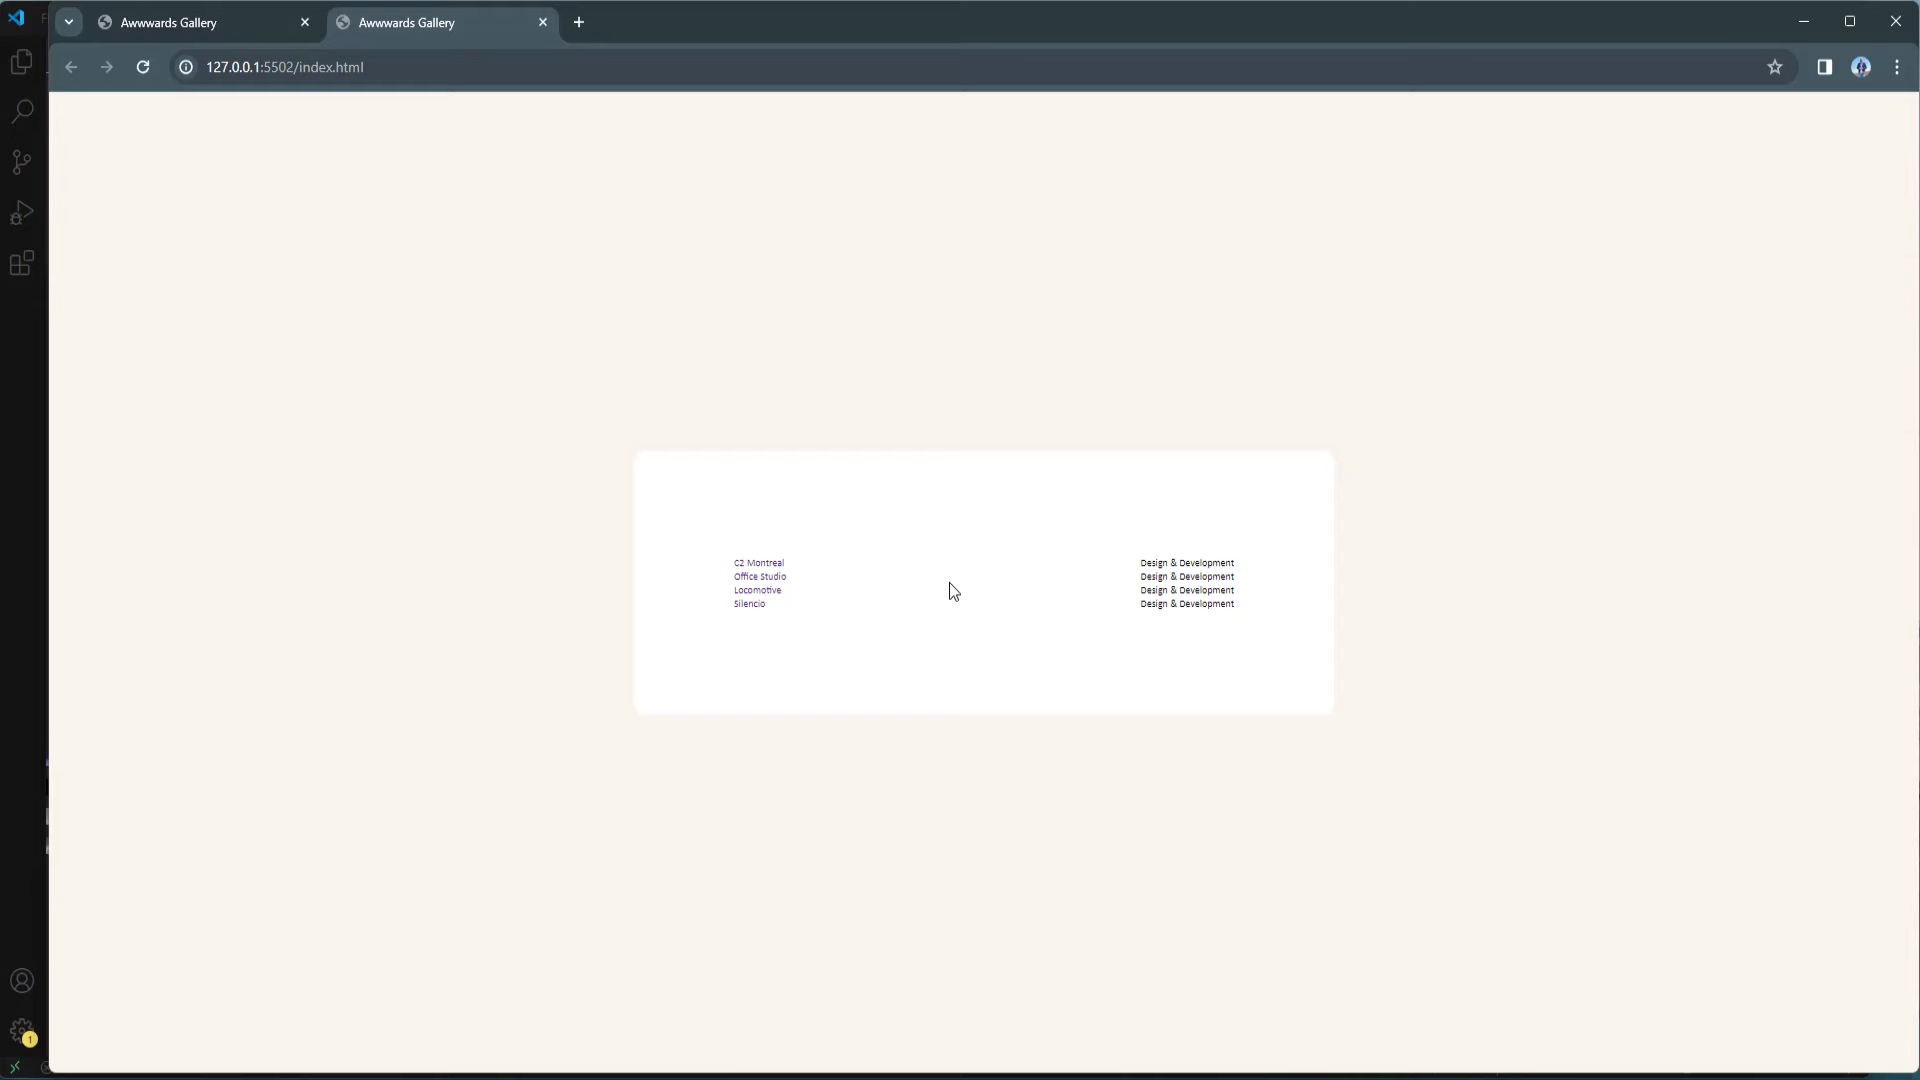 Awwwards Gallery
Awwwards Gallery
127.0.0.1:5502/index.html
C2 Montreal Design & Development
Office Studio Design & Development
Locomotive Design & Development
Silencio Design & Development
1